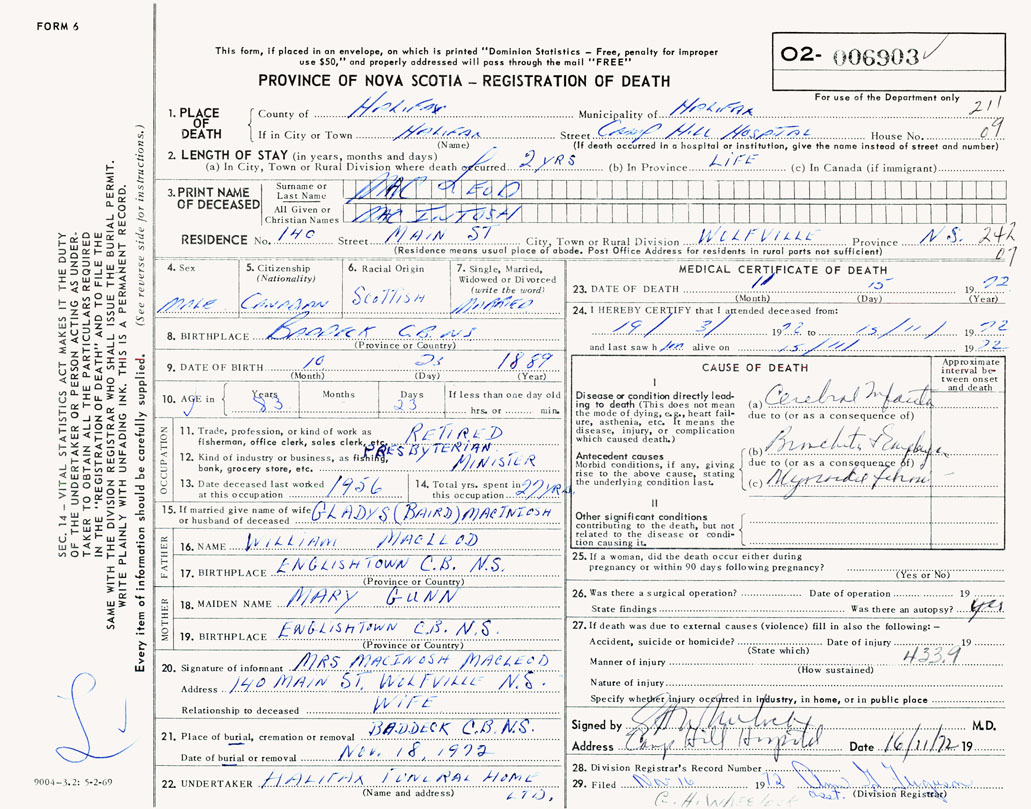 FORM 6
This form, if placed in an envelope, on which is printed "Dominion Statistics – Free, penalty for improper
use $50," and properly addressed will pass through the mail "FREE"
PROVINCE OF NOVA SCOTIA – REGISTRATION OF DEATH
02- 006903
For use of the Department only
211
09
1. PLACE OF DEATH
County of HALIFAX Municipality of HALIFAX
If in City or Town HALIFAX Street CAMP HILL HOSPITAL House No.
(Name) (If death occurred in a hospital or institution, give the name instead of street and number)
2. LENGTH OF STAY (in years, months and days)
(a) In City, Town or Rural Division where death occurred 2 YRS (b) In Province LIFE (c) In Canada (if immigrant)
3. PRINT NAME OF DECEASED
Surname or Last Name MAC LEOD
All Given or Christian Names MAC INTOSH
RESIDENCE No. 140 Street MAIN ST City, Town or Rural Division WOLFVILLE Province N.S. 242
(Residence means usual place of abode. Post Office Address for residents in rural parts not sufficient) 07
4. Sex MALE
5. Citizenship (Nationality) CANADIAN
6. Racial Origin SCOTTISH
7. Single, Married, Widowed or Divorced (write the word) MARRIED
8. BIRTHPLACE BADDECK C.B. N.S
(Province or Country)
9. DATE OF BIRTH 10 23 1889
(Month) (Day) (Year)
10. AGE in Years 83 Months Days 23 If less than one day old hrs. or min.
OCCUPATION
11. Trade, profession, or kind of work as fisherman, office clerk, sales clerk, etc. RETIRED
12. Kind of industry or business, as fishing, bank, grocery store, etc. PRESBYTERIAN MINISTER
13. Date deceased last worked at this occupation 1956
14. Total yrs. spent in this occupation 27 YRS.
15. If married give name of wife or husband of deceased GLADYS (BAIRD) MACINTOSH
FATHER
16. NAME WILLIAM MACLEOD
17. BIRTHPLACE ENGLISHTOWN C.B. N.S.
(Province or Country)
MOTHER
18. MAIDEN NAME MARY GUNN
19. BIRTHPLACE ENGLISHTOWN C.B. N.S.
(Province or Country)
20. Signature of informant MRS MACINOSH MACLEOD
Address 140 MAIN ST. WOLFVILLE N.S.
Relationship to deceased WIFE
21. Place of burial, cremation or removal BADDECK C.B. N.S.
Date of burial or removal NOV. 18, 1972
22. UNDERTAKER HALIFAX FUNERAL HOME LTD.
(Name and address)
MEDICAL CERTIFICATE OF DEATH
23. DATE OF DEATH 11 15 1972
(Month) (Day) (Year)
24. I HEREBY CERTIFY that I attended deceased from:
19/ 3/ 1972 to 15/11/ 1972
and last saw him alive on 15/11/ 1972
CAUSE OF DEATH
Approximate interval between onset and death
I
Disease or condition directly leading to death (This does not mean the mode of dying, e.g., heart failure, asthenia, etc. It means the disease, injury, or complication which caused death.)
(a) Cerebral
due to (or as a consequence of)
Antecedent causes
Morbid conditions, if any, giving rise to the above cause, stating the underlying condition last.
(b)
due to (or as a consequence of)
(c)
II
Other significant conditions contributing to the death, but not related to the disease or condition causing it.
25. If a woman, did the death occur either during
pregnancy or within 90 days following pregnancy?
(Yes or No)
26. Was there a surgical operation? Date of operation 19
State findings Was there an autopsy? yes
27. If death was due to external causes (violence) fill in also the following:–
Accident, suicide or homicide? Date of injury 19
(State which) 433.9
Manner of injury
(How sustained)
Nature of injury
Specify whether injury occurred in industry, in home, or in public place
Signed by M.D.
Address Camp Hill Hospital Date 16/11/72 19
28. Division Registrar's Record Number
29. Filed Nov 16 1972
(Division Registrar)
SEC. 14 – VITAL STATISTICS ACT MAKES IT THE DUTY
OF THE UNDERTAKER OR PERSON ACTING AS UNDER-
TAKER TO OBTAIN ALL THE PARTICULARS REQUIRED
IN THE "REGISTRATION OF DEATH" AND FILE THE
SAME WITH THE DIVISION REGISTRAR WHO SHALL ISSUE THE BURIAL PERMIT.
WRITE PLAINLY WITH UNFADING INK. THIS IS A PERMANENT RECORD.
Every item of information should be carefully supplied. (See reverse side for instructions.)
9004–3.2: 5-2-69